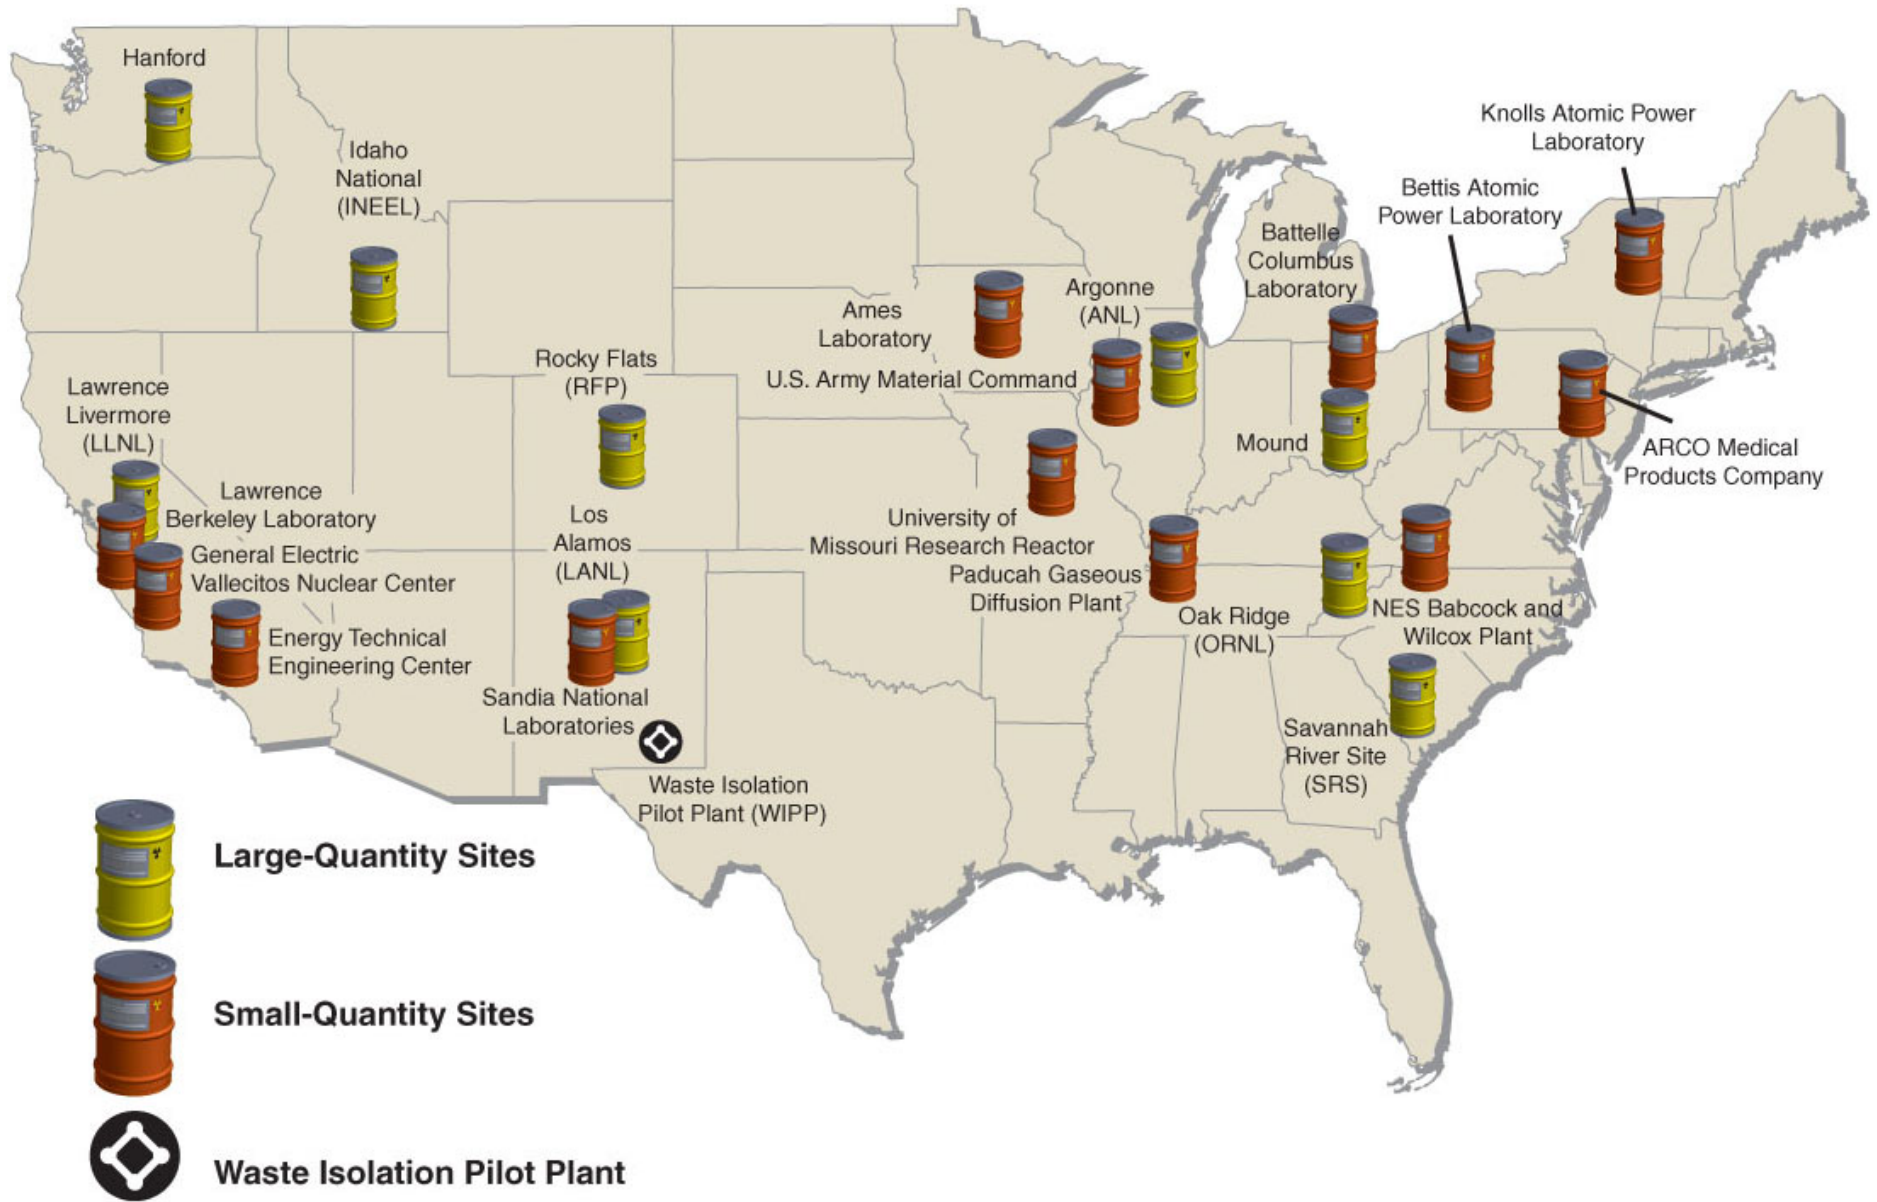 Hanford
Idaho
National
(INEEL)
Knolls Atomic Power
Laboratory
Bettis Atomic
Power Laboratory
Battelle
Columbus
Laboratory
Argonne
(ANL)
Ames
Laboratory
U.S. Army Material Command
Rocky Flats
(RFP)
Lawrence
Livermore
(LLNL)
Mound
ARCO Medical
Products Company
Lawrence
Berkeley Laboratory
General Electric
Vallecitos Nuclear Center
Los
Alamos
(LANL)
University of
Missouri Research Reactor
Paducah Gaseous
Diffusion Plant
Oak Ridge
(ORNL)
NES Babcock and
Wilcox Plant
Energy Technical
Engineering Center
Sandia National
Laboratories
Savannah
River Site
(SRS)
Waste Isolation
Pilot Plant (WIPP)
Large-Quantity Sites
Small-Quantity Sites
Waste Isolation Pilot Plant